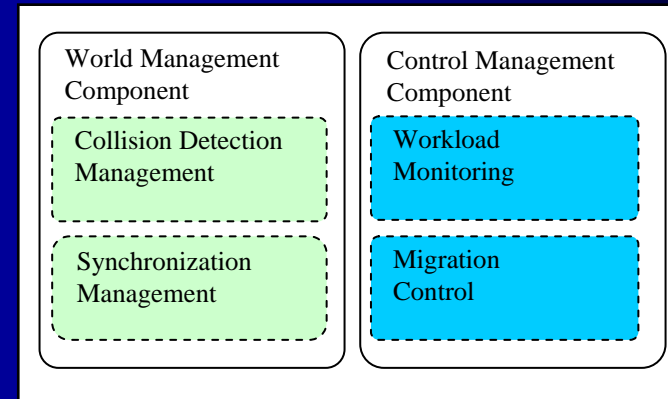 World Management
Component
Collision Detection
Management
Synchronization
Management
Control Management
Component
Workload
Monitoring
Migration
Control